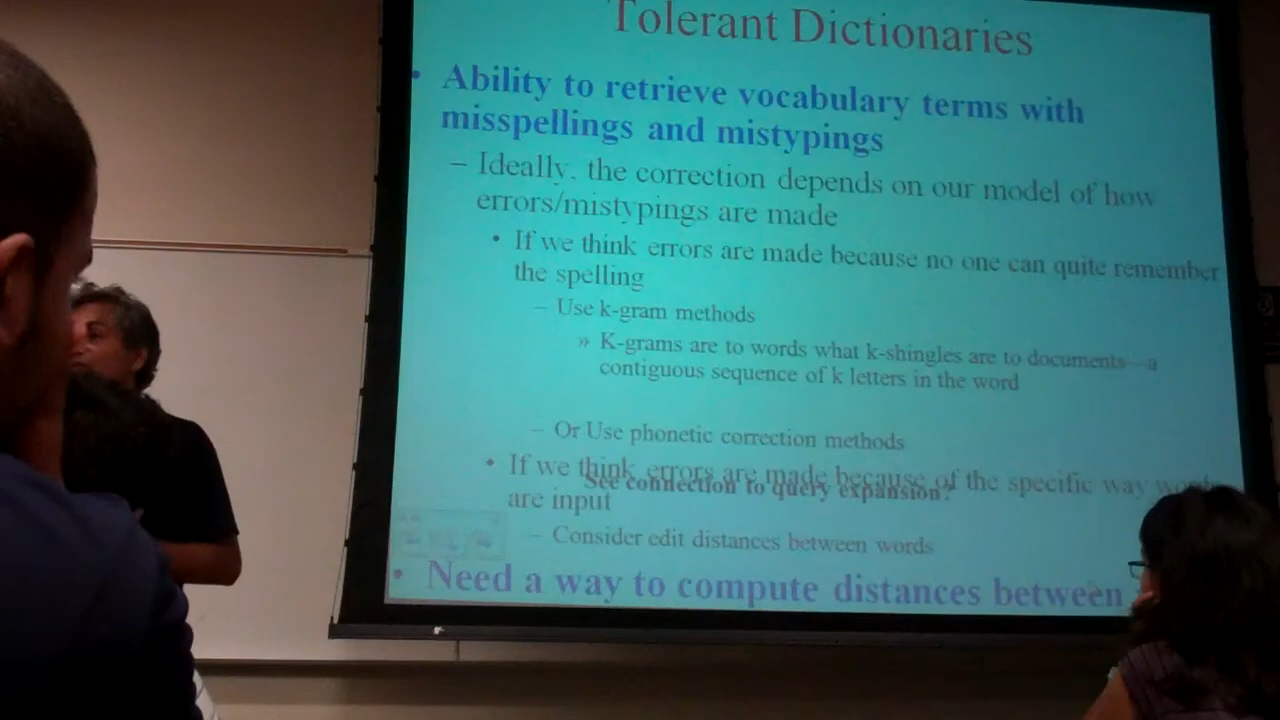 Tolerant Dictionaries
• Ability to retrieve vocabulary terms with
misspellings and mistypings
– Ideally, the correction depends on our model of how
errors/mistypings are made
• If we think errors are made because no one can quite remember
the spelling
– Use k-gram methods
» K-grams are to words what k-shingles are to documents—a
contiguous sequence of k letters in the word
– Or Use phonetic correction methods
• If we think errors are made because of the specific way
See connection to query expansion?
are input
– Consider edit distances between words
• Need a way to compute distances between